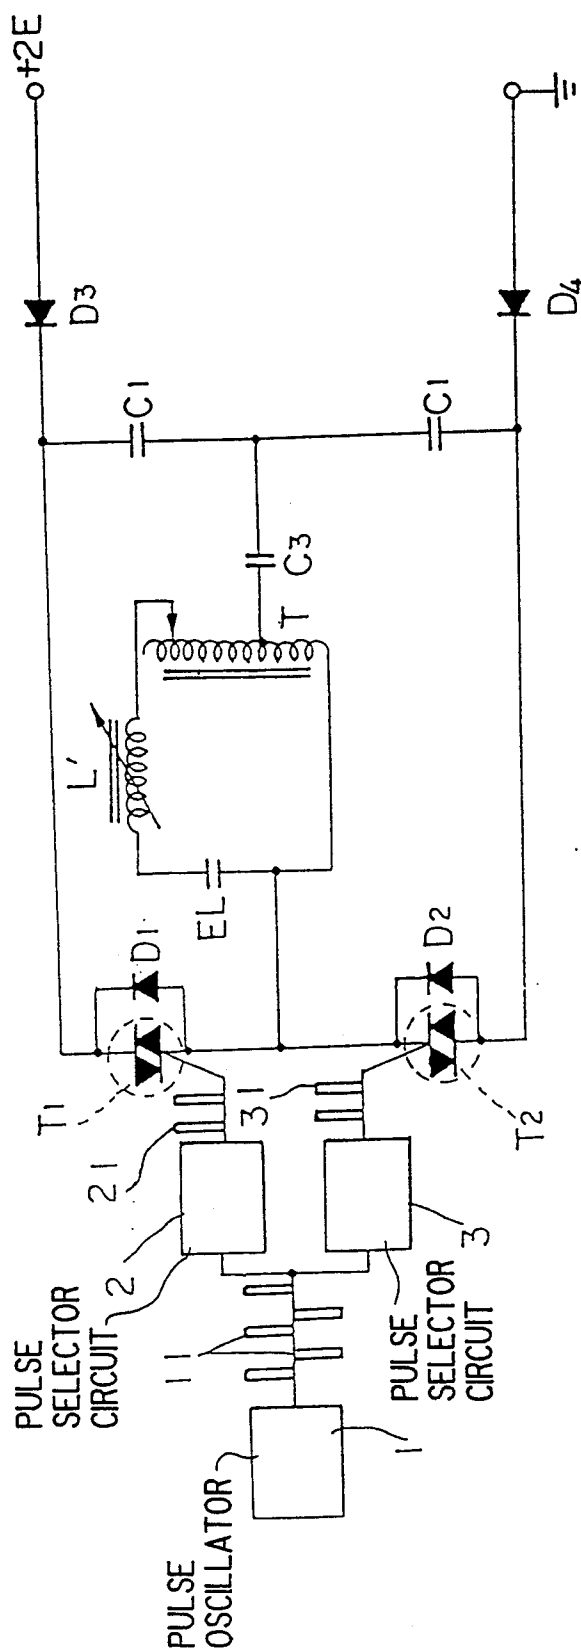 PULSE
OSCILLATOR
1
11
PULSE
SELECTOR
CIRCUIT
2
21
T1
D1
EL
L'
T
C3
C1
D3
+2E
PULSE
SELECTOR
CIRCUIT
3
31
T2
D2
C1
D4